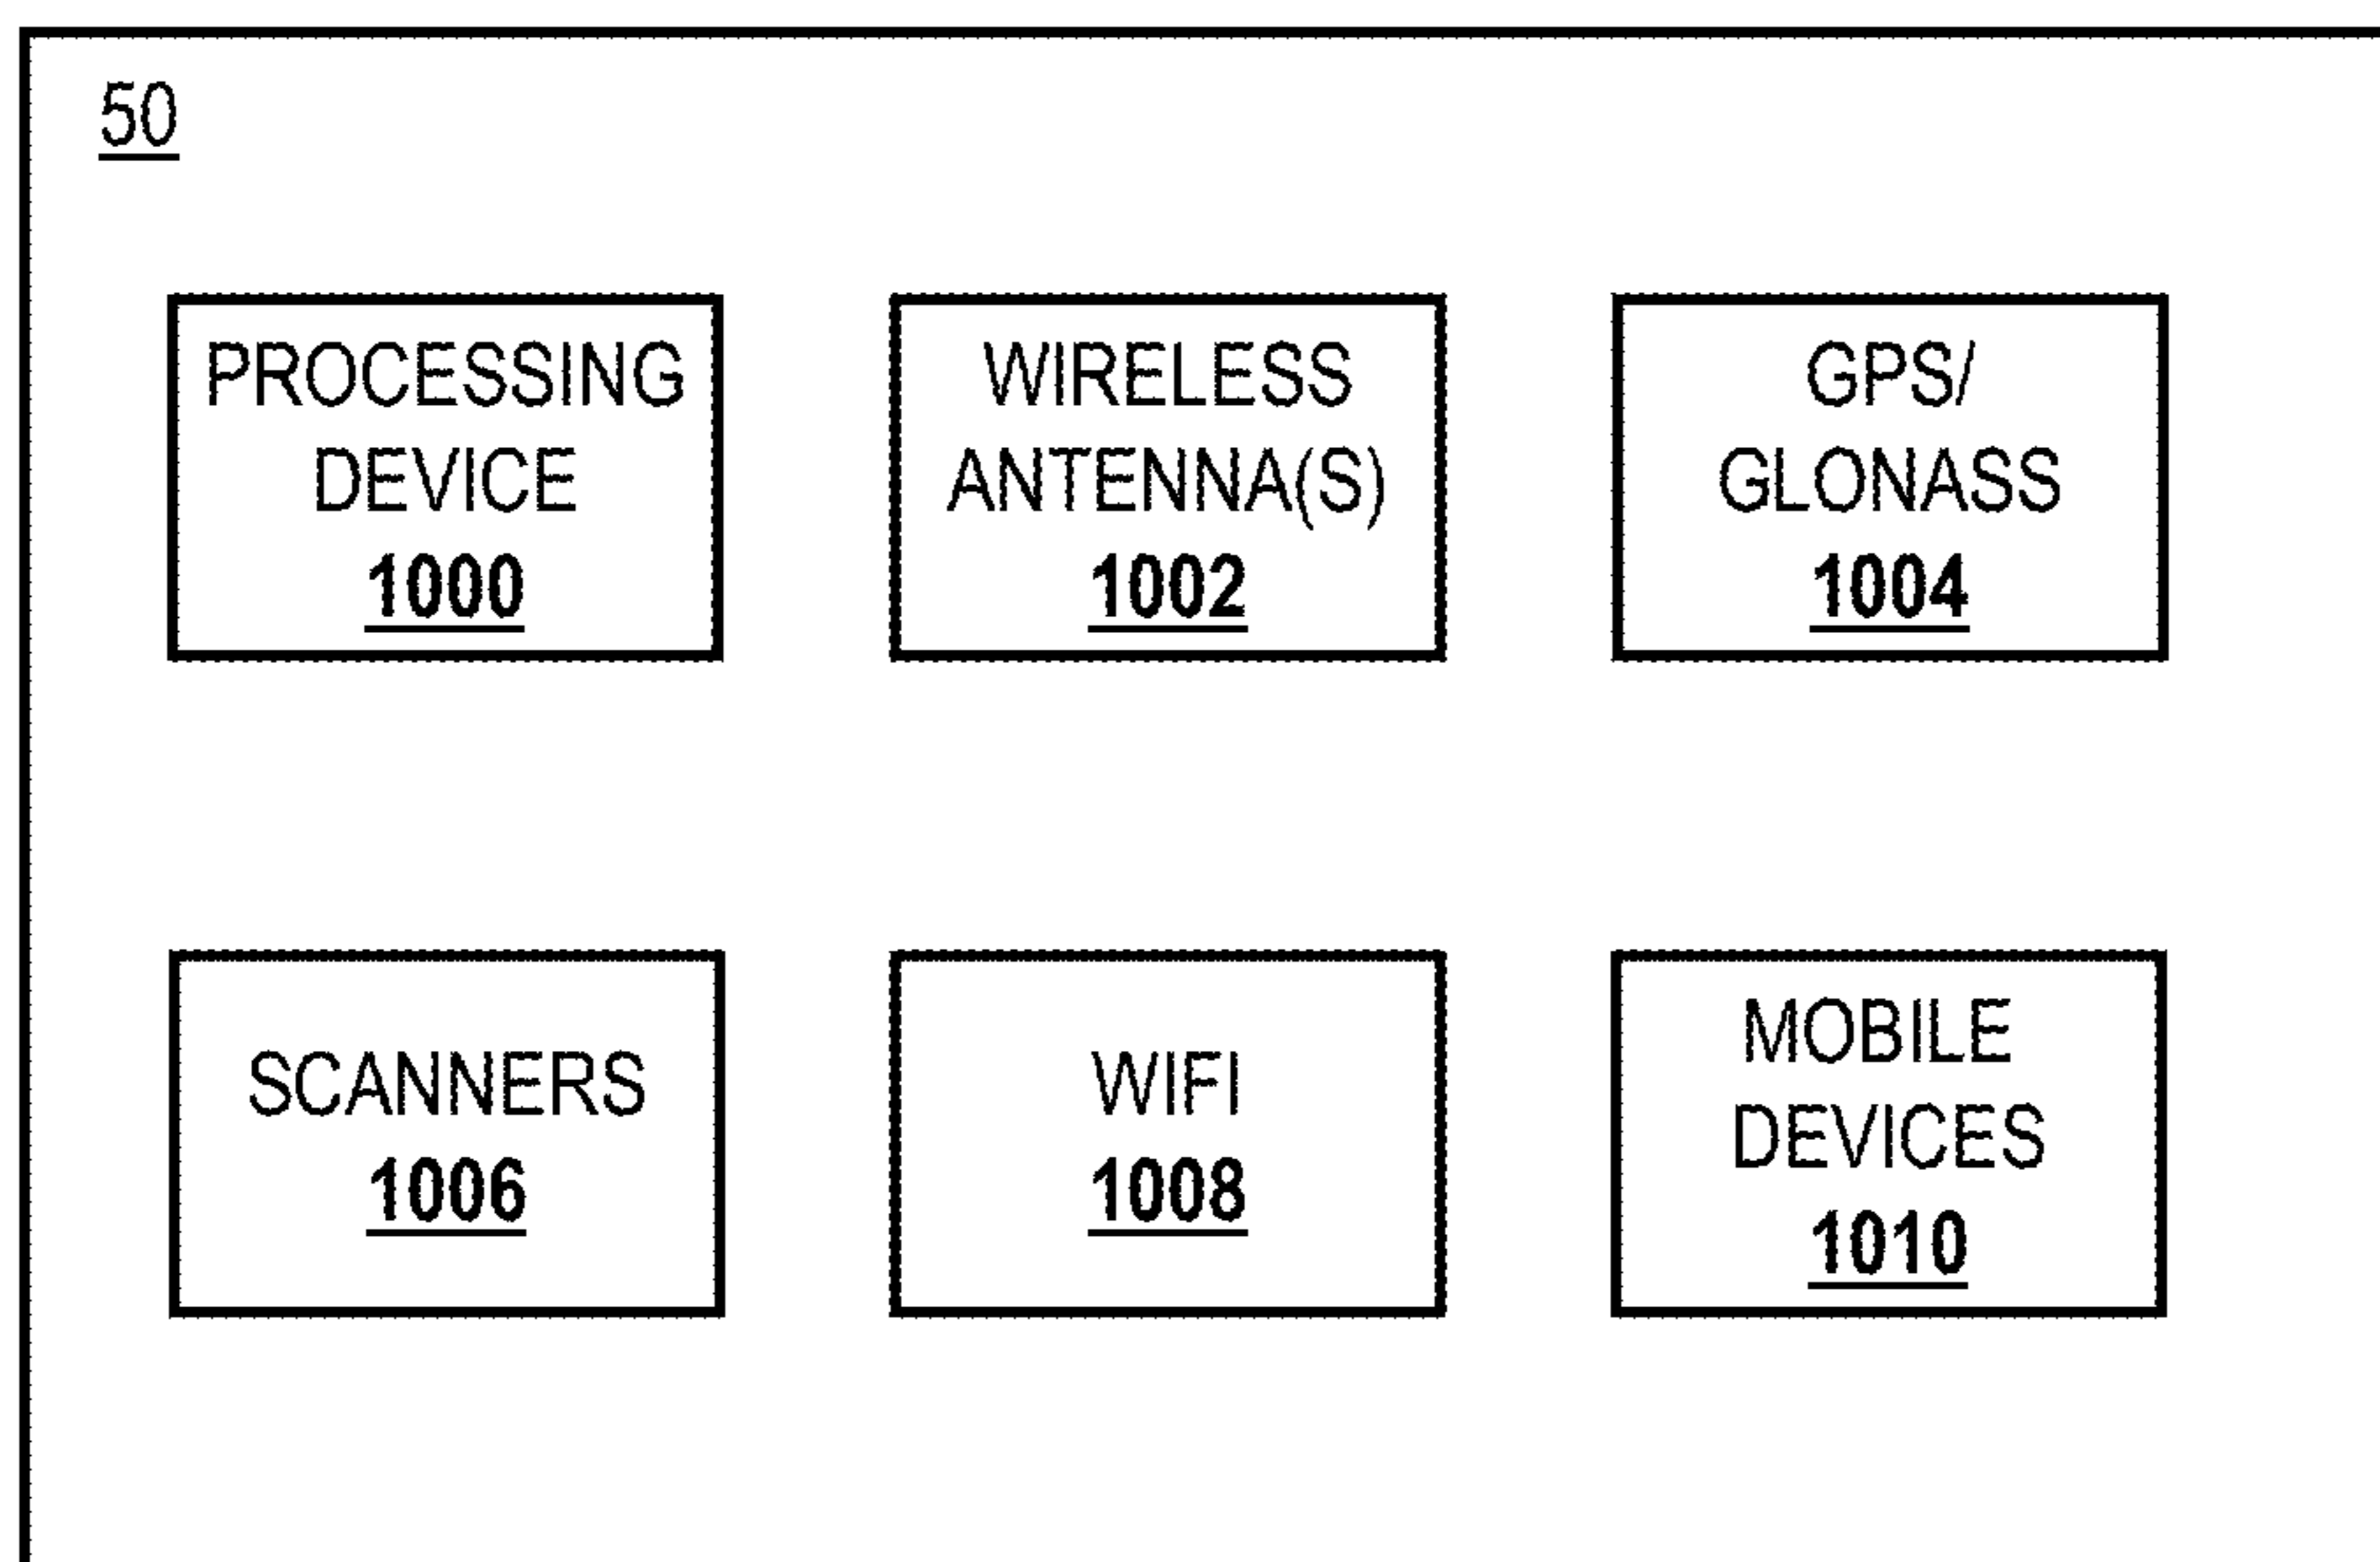 50
PROCESSING
DEVICE
1000
WIRELESS
ANTENNA(S)
1002
GPS/
GLONASS
1004
SCANNERS
1006
WIFI
1008
MOBILE
DEVICES
1010